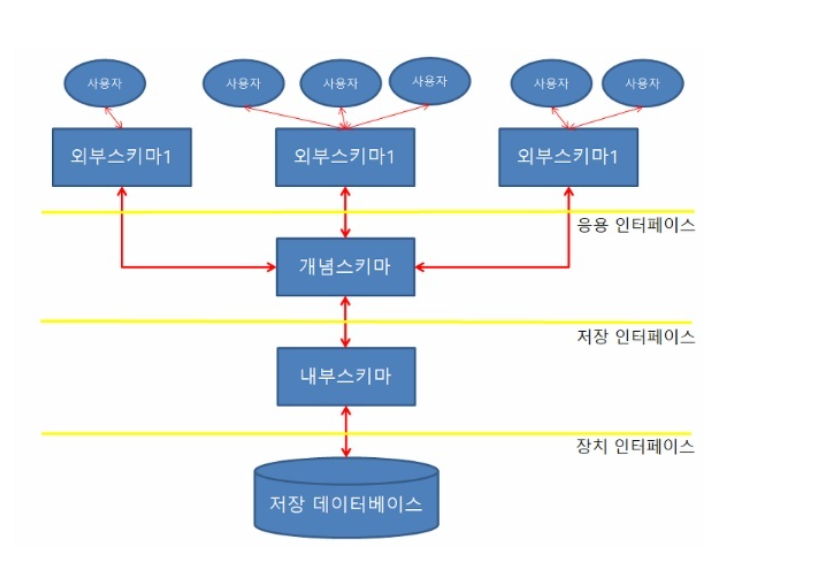 사용자
사용자
사용자
사용자
사용자
사용자
외부스키마1
외부스키마1
외부스키마1
응용 인터페이스
개념스키마
저장 인터페이스
내부스키마
장치 인터페이스
저장 데이터베이스